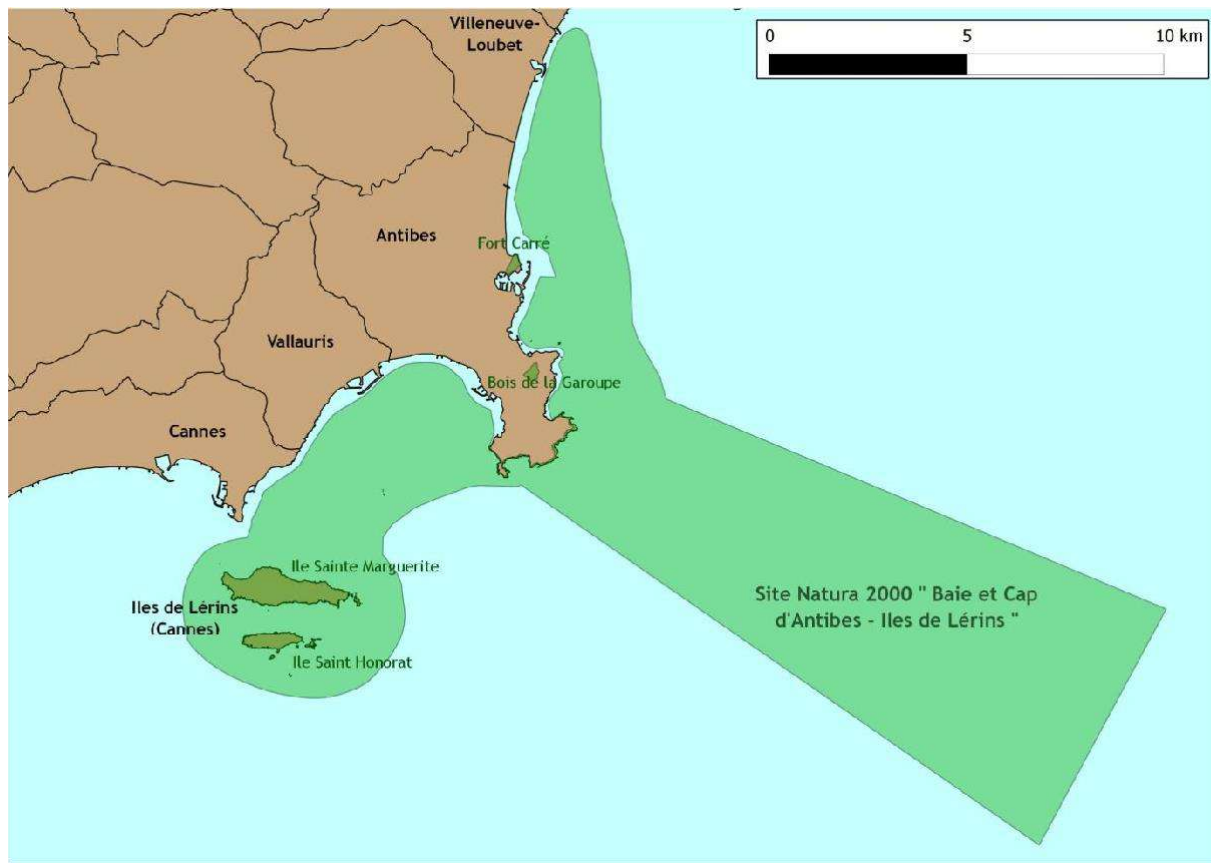 Villeneuve-
Loubet
0 5 10 km
Antibes
Fort Carré
Vallauris
Bois de la Garoupe
Cannes
Ile Sainte Marguerite
Iles de Lérins
(Cannes)
Ile Saint Honorat
Site Natura 2000 " Baie et Cap
d'Antibes - Iles de Lérins "